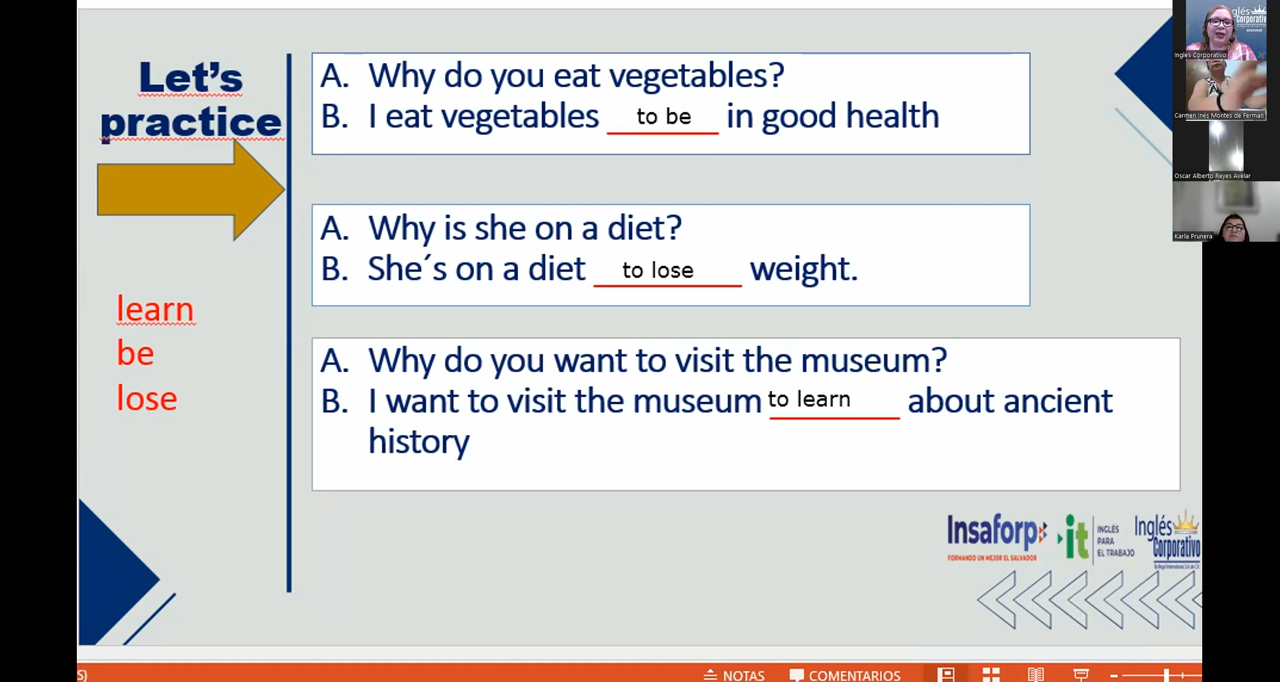 Let's
practice
learn
be
lose
A. Why do you eat vegetables?
B. I eat vegetables to be in good health
A. Why is she on a diet?
B. She´s on a diet to lose weight.
A. Why do you want to visit the museum?
B. I want to visit the museum to learn about ancient
history
Insaforp
FORMANDO UN MEJOR EL SALVADOR
it
INGLÉS
PARA
EL TRABAJO
Inglés
Corporativo
glés
Corporativo
Ingles Corporativo
Carmen Inés Montes de Ferman
Oscar Alberto Reyes Avelar
Karla Prunera
S)
NOTAS
COMENTARIOS